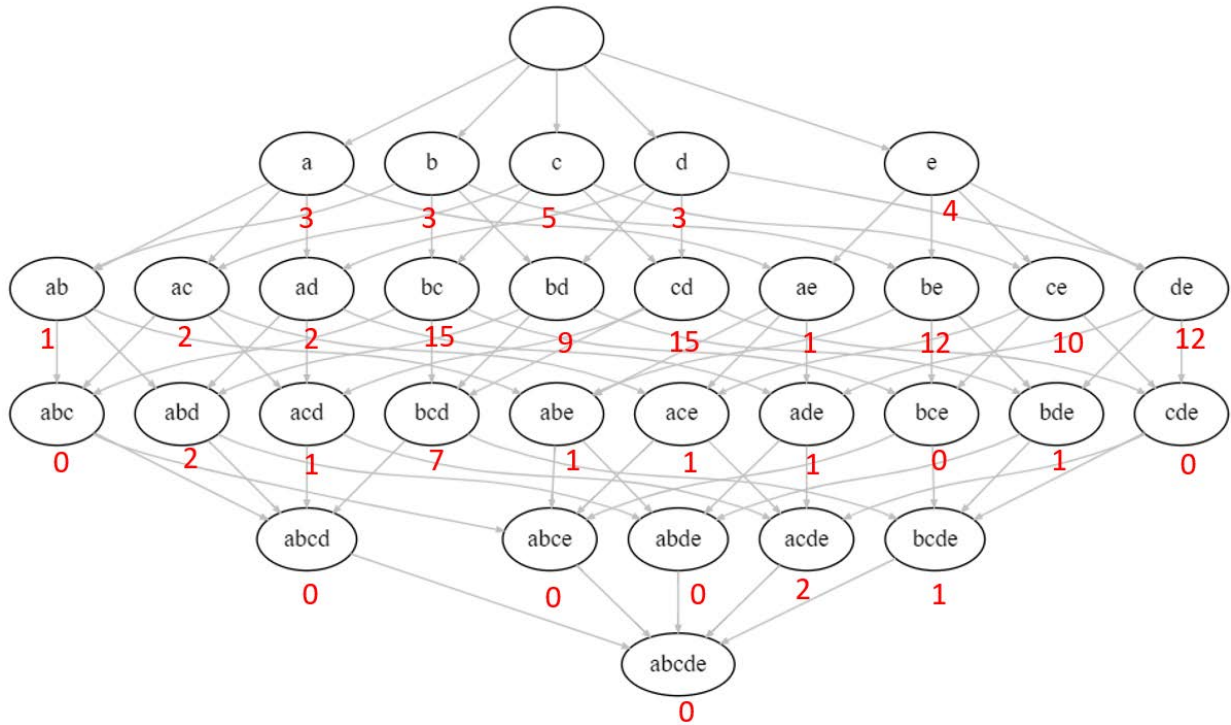 a b c d e
3 3 5 3 4
ab ac ad bc bd cd ae be ce de
1 2 2 15 9 15 1 12 10 12
abc abd acd bcd abe ace ade bce bde cde
0 2 1 7 1 1 1 0 1 0
abcd abce abde acde bcde
0 0 0 2 1
abcde
0